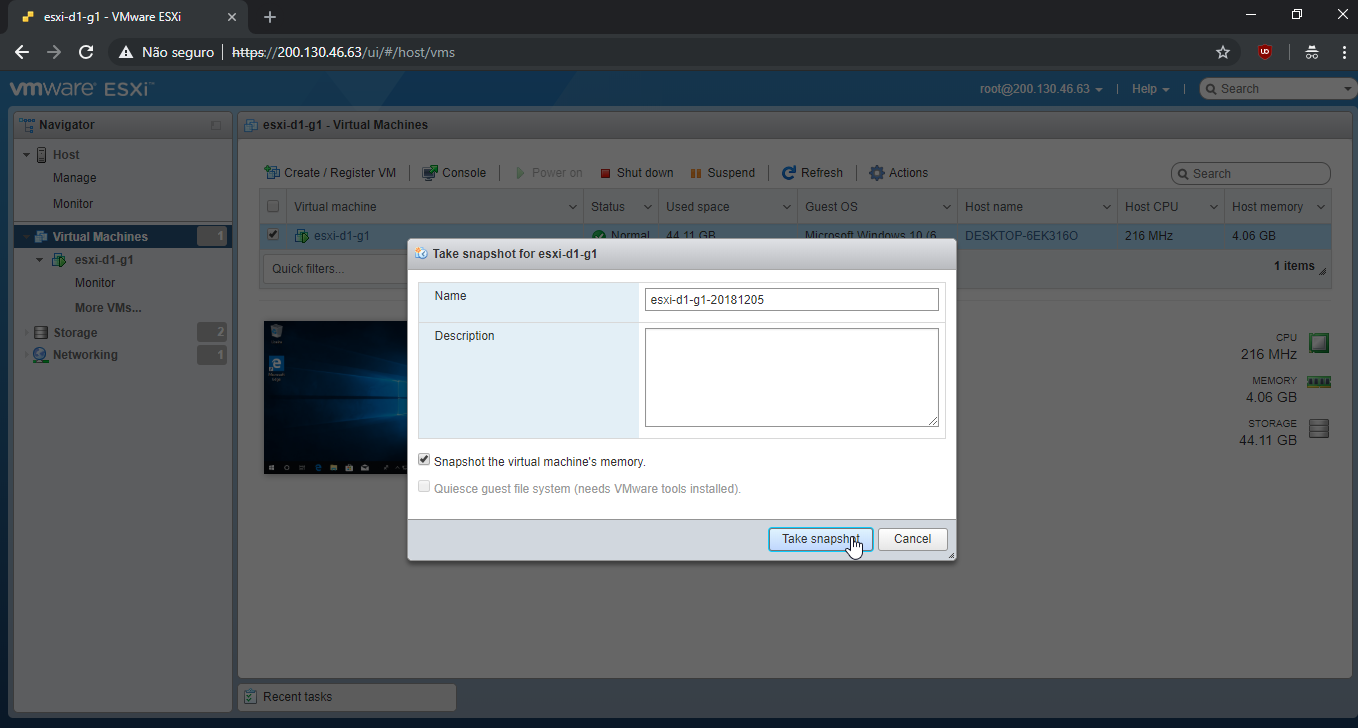 esxi-d1-g1 - VMware ESXi
Não seguro | https://200.130.46.63/ui/#/host/vms
vmware ESXi™
root@200.130.46.63 | Help | Search
Navigator
esxi-d1-g1 - Virtual Machines
Host
Manage
Monitor
Virtual Machines 1
esxi-d1-g1
Monitor
More VMs...
Storage 2
Networking 1
Create / Register VM | Console | Power on Shut down Suspend | Refresh | Actions Search
Virtual machine Status Used space Guest OS Host name Host CPU Host memory
esxi-d1-g1 Normal 44.11 GB Microsoft Windows 10 (6 DESKTOP-6EK316O 216 MHz 4.06 GB
Quick filters...
1 items
Take snapshot for esxi-d1-g1
Name esxi-d1-g1-20181205
Description
Snapshot the virtual machine's memory.
Quiesce guest file system (needs VMware tools installed).
Take snapshot Cancel
CPU
216 MHz
MEMORY
4.06 GB
STORAGE
44.11 GB
Recent tasks